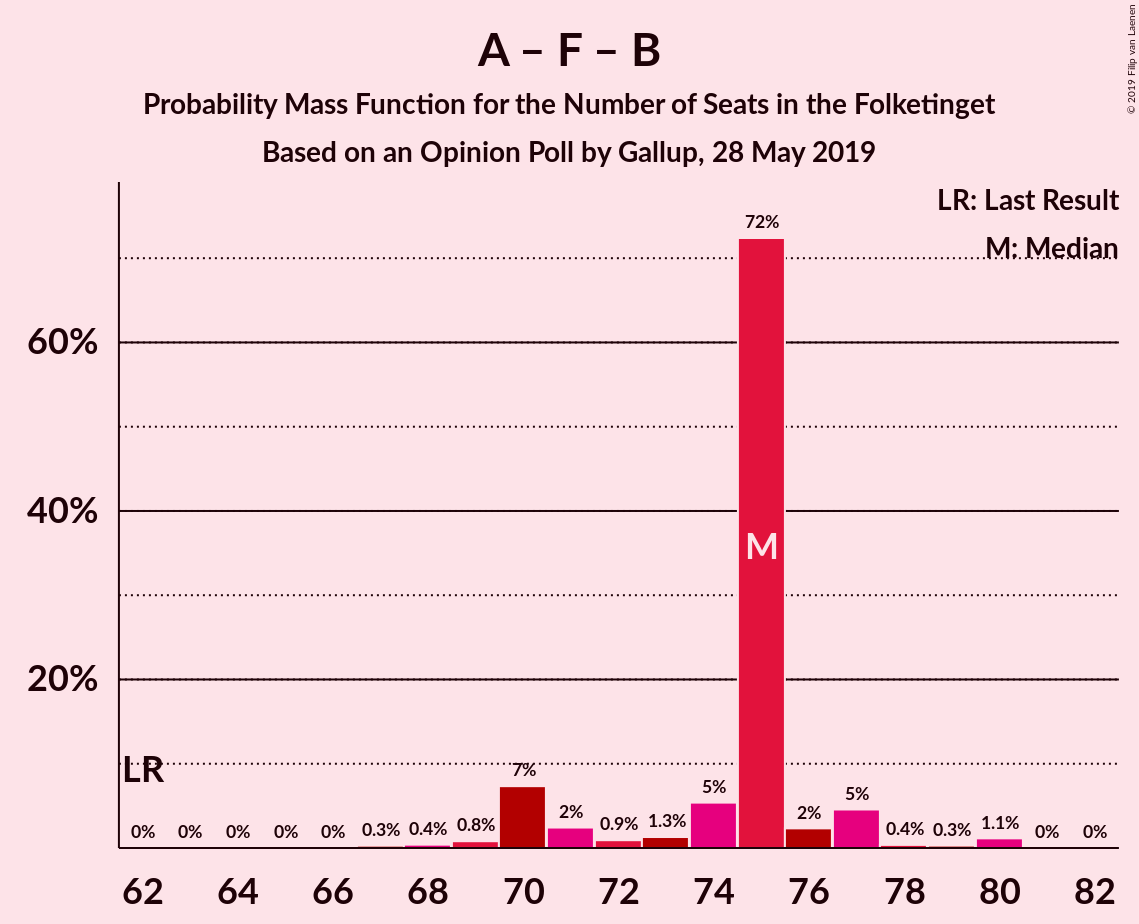 A – F – B
Probability Mass Function for the Number of Seats in the Folketinget
Based on an Opinion Poll by Gallup, 28 May 2019
© 2019 Filip van Laenen
LR: Last Result
M: Median
72%
60%
40%
M
20%
LR
0% 0% 0% 0% 0% 0.3% 0.4% 0.8% 7% 2% 0.9% 1.3% 5% 2% 5% 0.4% 0.3% 1.1% 0% 0%
62 64 66 68 70 72 74 76 78 80 82